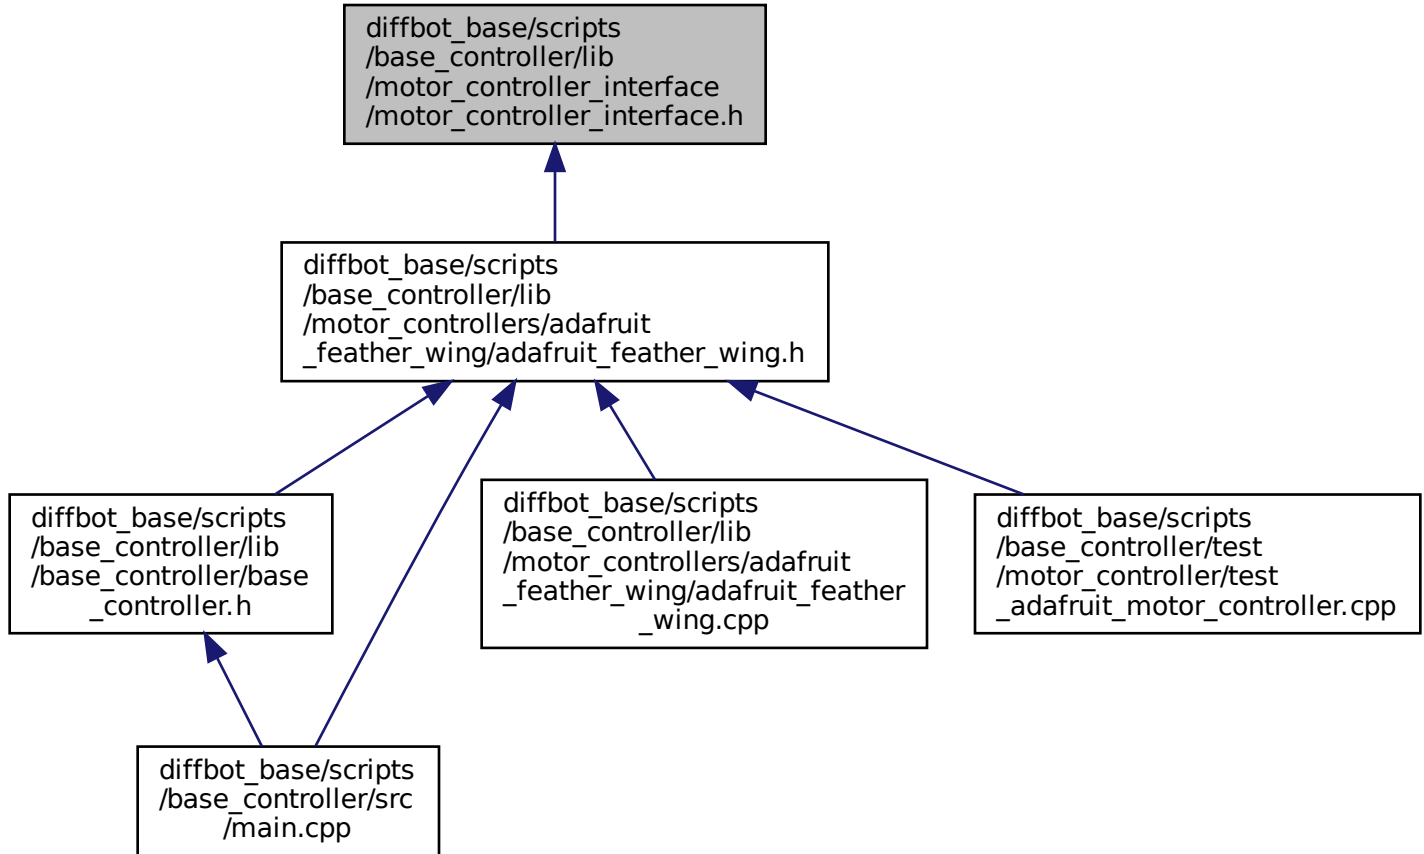 diffbot_base/scripts
/base_controller/lib
/motor_controller_interface
/motor_controller_interface.h
diffbot_base/scripts
/base_controller/lib
/motor_controllers/adafruit
_feather_wing/adafruit_feather_wing.h
diffbot_base/scripts
/base_controller/lib
/base_controller/base
_controller.h
diffbot_base/scripts
/base_controller/lib
/motor_controllers/adafruit
_feather_wing/adafruit_feather
_wing.cpp
diffbot_base/scripts
/base_controller/test
/motor_controller/test
_adafruit_motor_controller.cpp
diffbot_base/scripts
/base_controller/src
/main.cpp